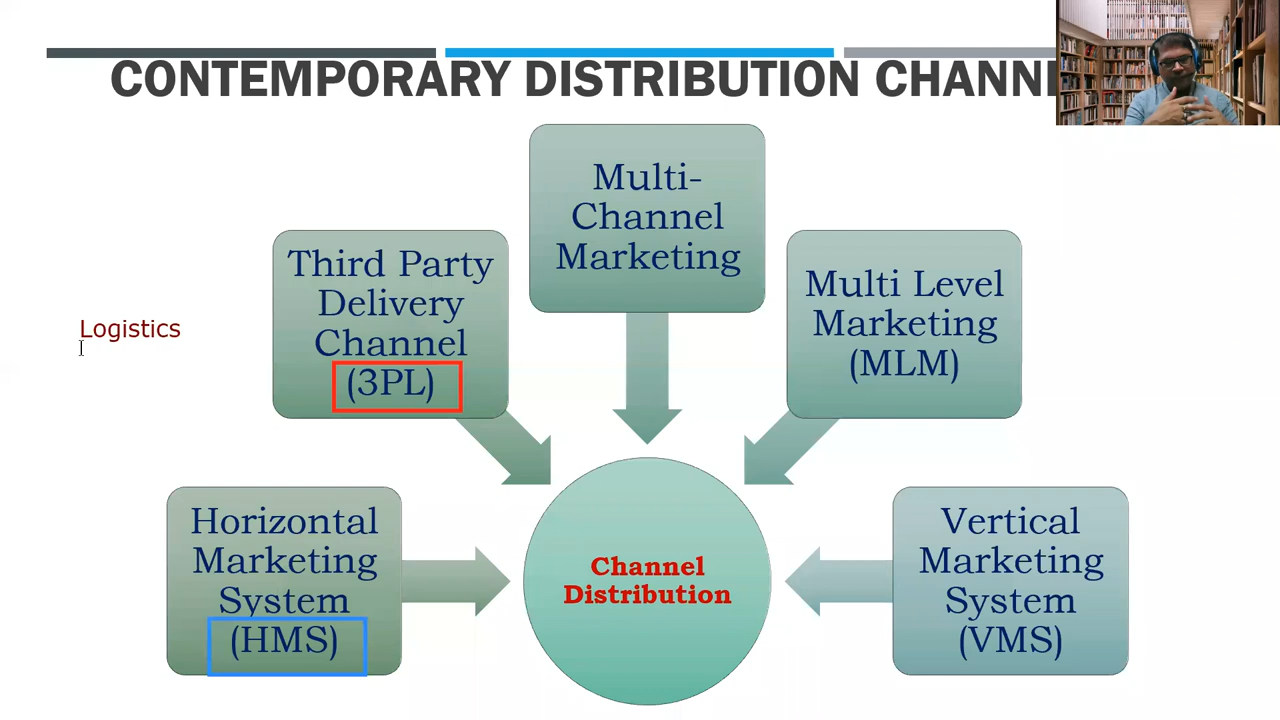 CONTEMPORARY DISTRIBUTION CHANN
Multi-
Channel
Marketing
Third Party
Delivery
Channel
(3PL)
Multi Level
Marketing
(MLM)
Logistics
Horizontal
Marketing
System
(HMS)
Channel
Distribution
Vertical
Marketing
System
(VMS)